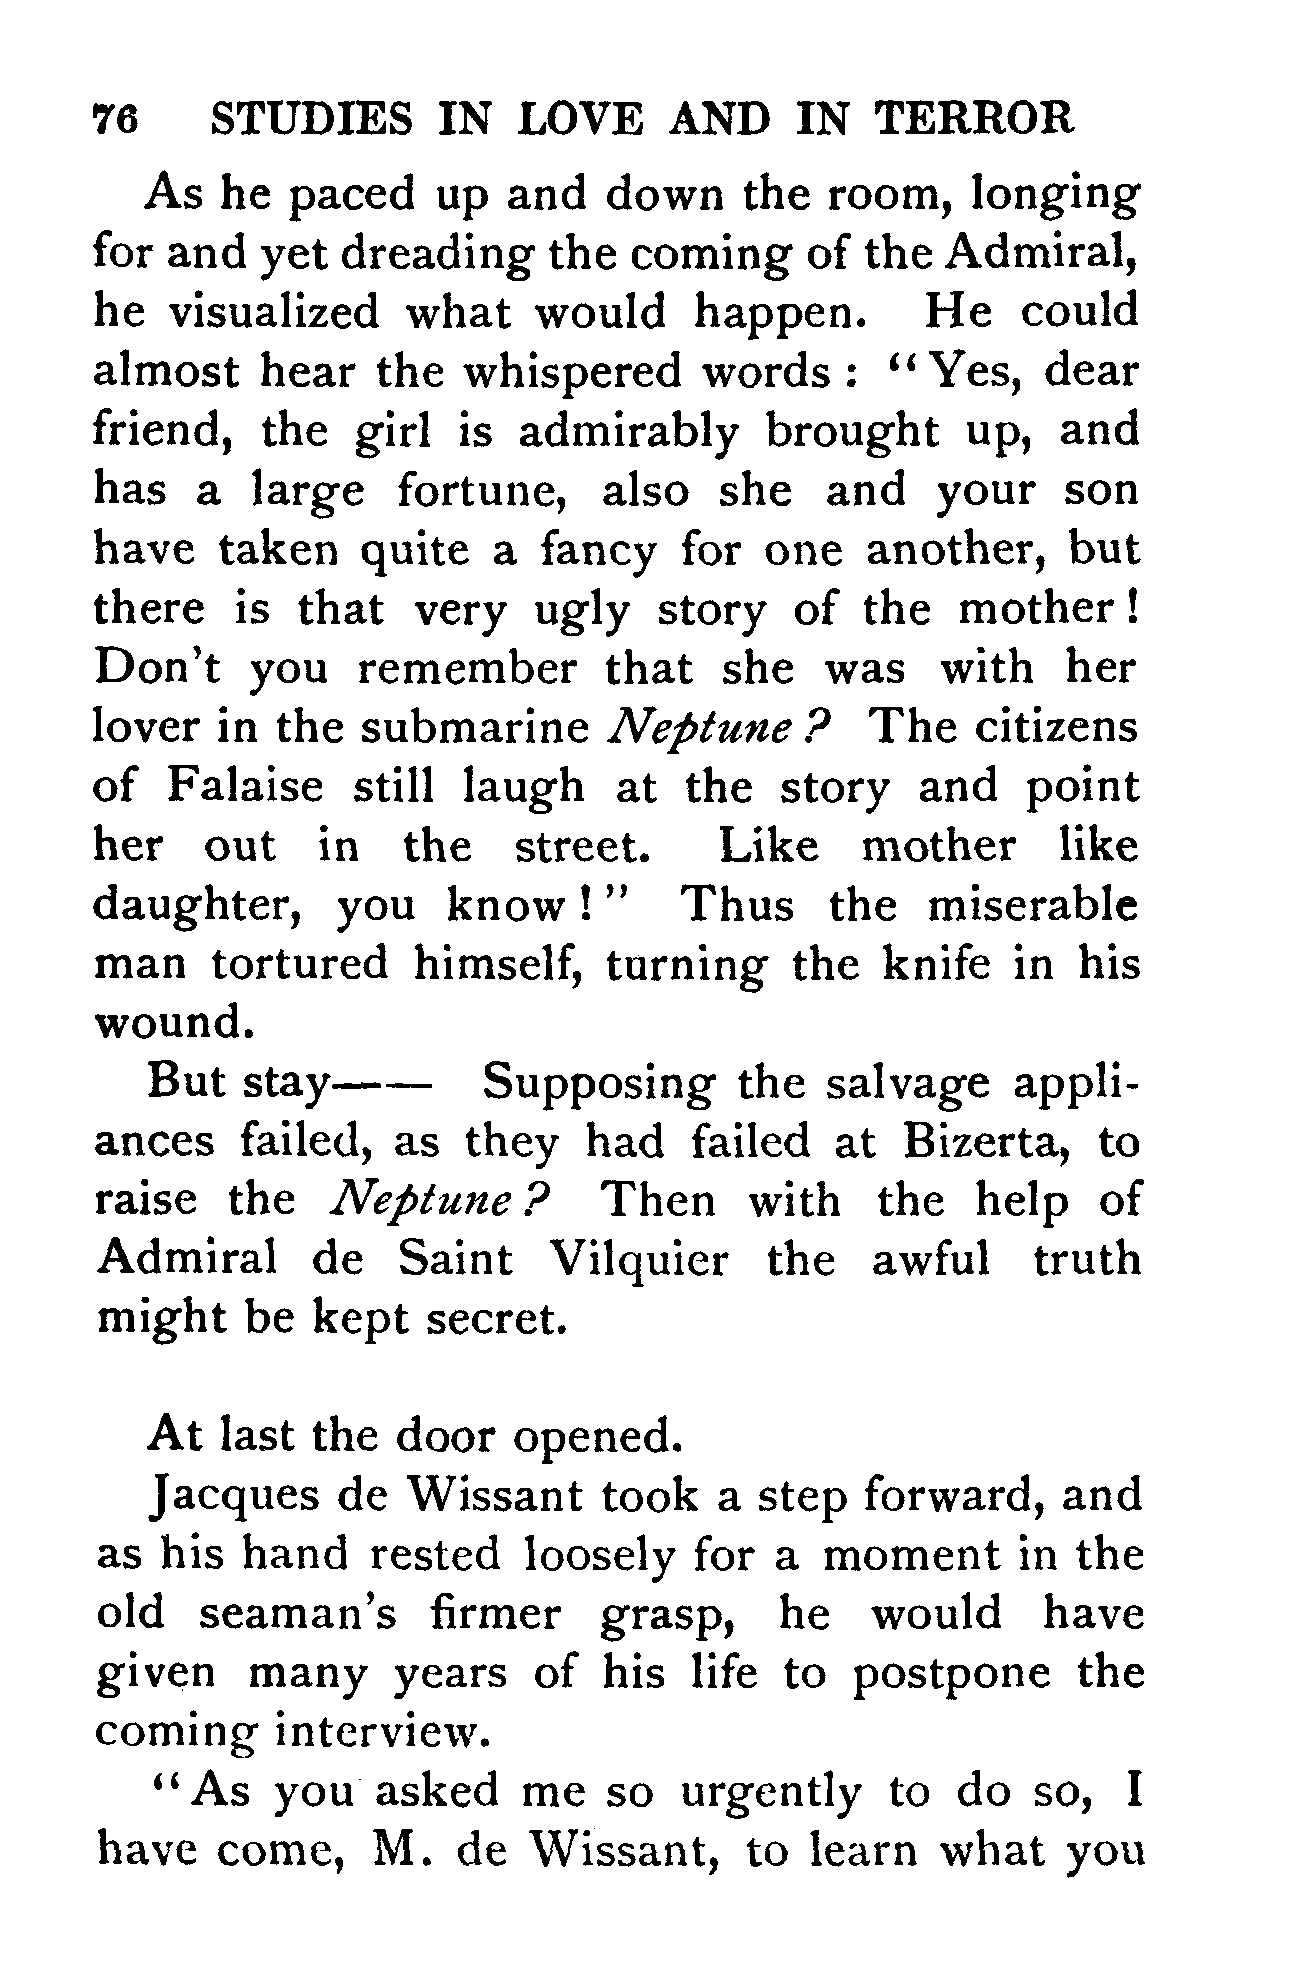 76 STUDIES IN LOVE AND IN TERROR
As he paced up and down the room, longing
for and yet dreading the coming of the Admiral,
he visualized what would happen. He could
almost hear the whispered words : “ Yes, dear
friend, the girl is admirably brought up, and
has a large fortune, also she and your son
have taken quite a fancy for one another, but
there is that very ugly story of the mother !
Don't you remember that she was with her
lover in the submarine Neptune ? The citizens
of Falaise still laugh at the story and point
her out in the street. Like mother like
daughter, you know ! ” Thus the miserable
man tortured himself, turning the knife in his
wound.
But stay—— Supposing the salvage appli-
ances failed, as they had failed at Bizerta, to
raise the Neptune ? Then with the help of
Admiral de Saint Vilquier the awful truth
might be kept secret.
At last the door opened.
Jacques de Wissant took a step forward, and
as his hand rested loosely for a moment in the
old seaman's firmer grasp, he would have
given many years of his life to postpone the
coming interview.
“ As you asked me so urgently to do so, I
have come, M. de Wissant, to learn what you